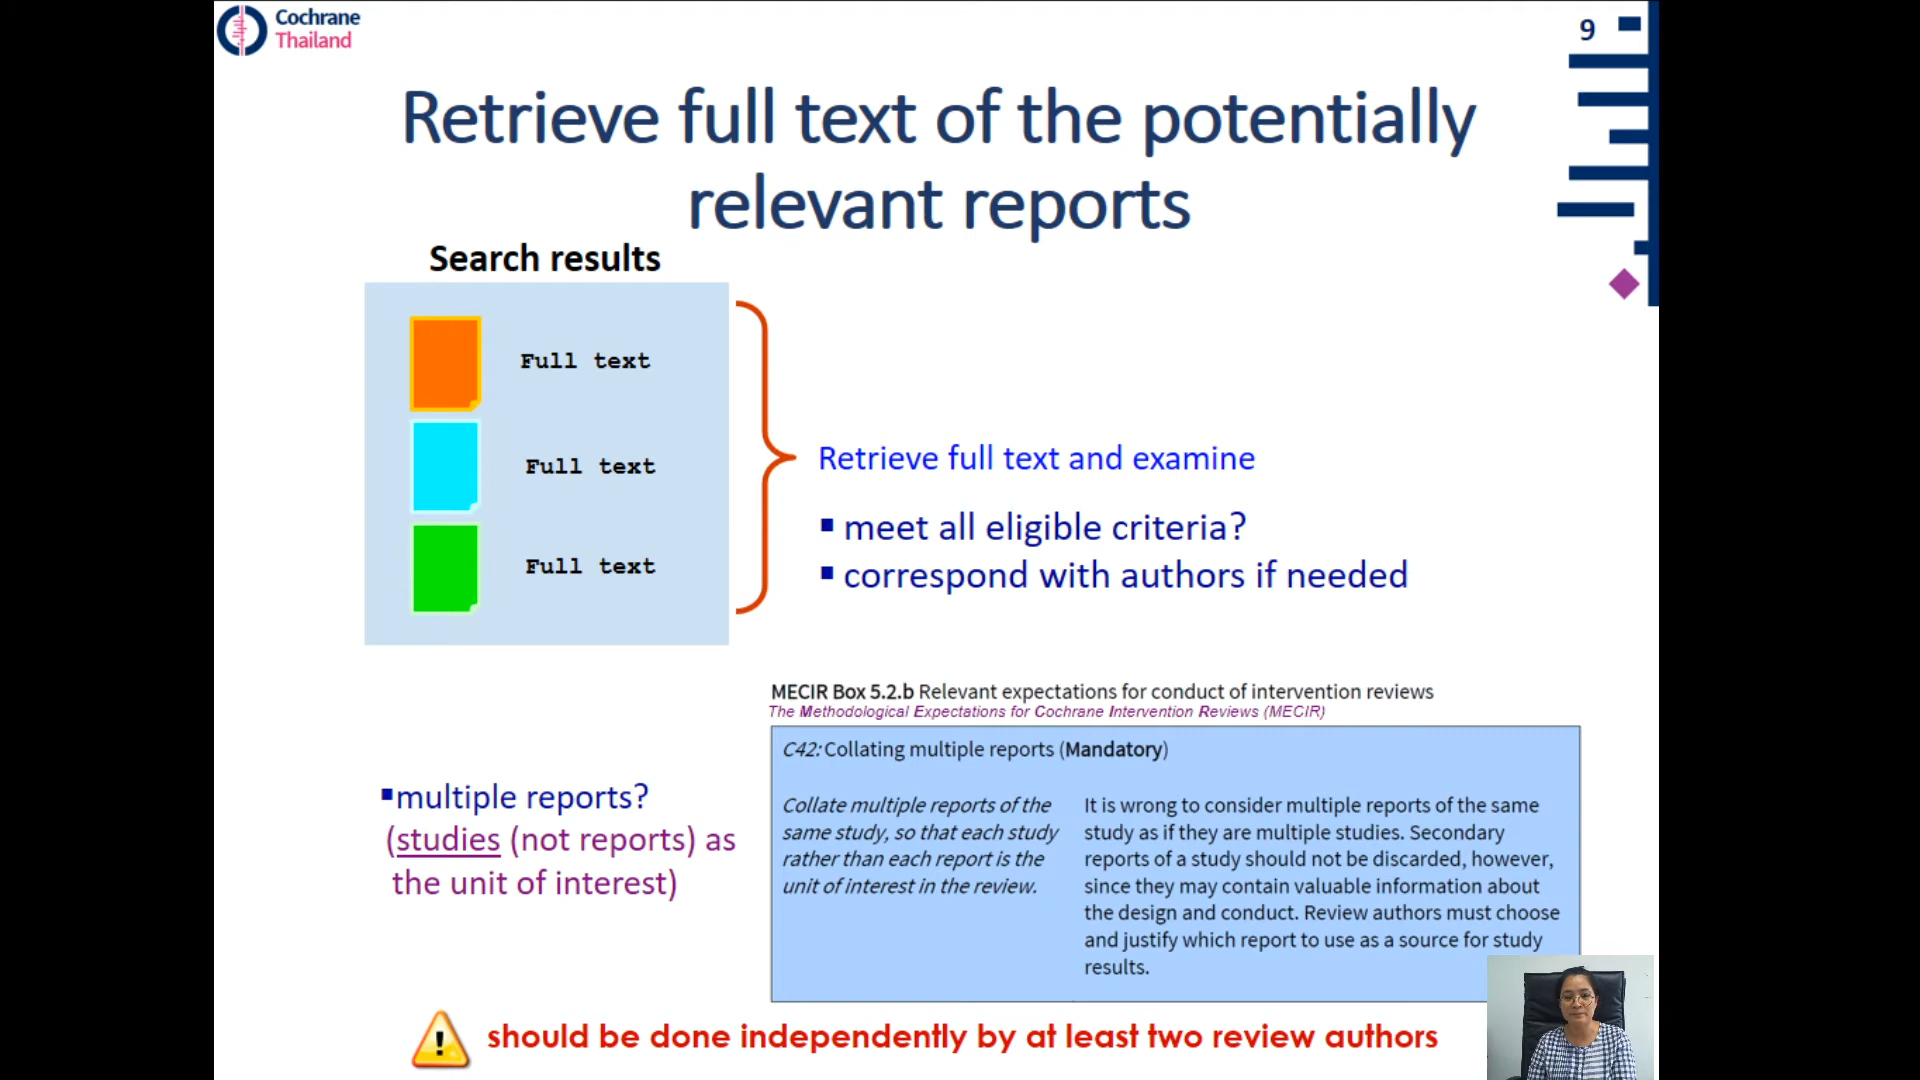 Cochrane
Thailand
9
Retrieve full text of the potentially
relevant reports
Search results
Full text
Full text
Full text
Retrieve full text and examine
▪ meet all eligible criteria?
▪ correspond with authors if needed
▪multiple reports?
(studies (not reports) as
the unit of interest)
MECIR Box 5.2.b Relevant expectations for conduct of intervention reviews
The Methodological Expectations for Cochrane Intervention Reviews (MECIR)
C42: Collating multiple reports (Mandatory)
Collate multiple reports of the
same study, so that each study
rather than each report is the
unit of interest in the review.
It is wrong to consider multiple reports of the same
study as if they are multiple studies. Secondary
reports of a study should not be discarded, however,
since they may contain valuable information about
the design and conduct. Review authors must choose
and justify which report to use as a source for study
results.
should be done independently by at least two review authors